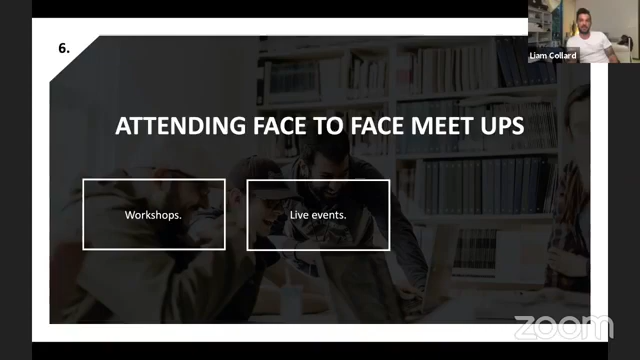 6.
Liam Collard
ATTENDING FACE TO FACE MEET UPS
Workshops.
Live events.
zoom